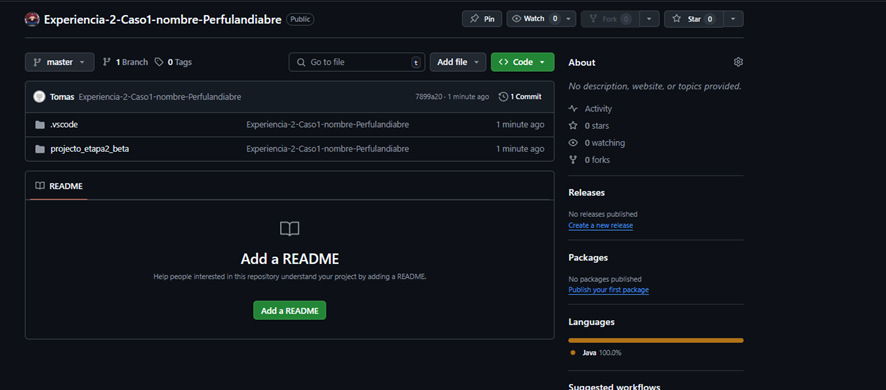 Experiencia-2-Caso1-nombre-Perfulandiabre Public
Pin Watch 0 Fork 0 Star 0
master 1 Branch 0 Tags Go to file t Add file Code
About
No description, website, or topics provided.
Tomas Experiencia-2-Caso1-nombre-Perfulandiabre 7899a20 · 1 minute ago 1 Commit
Activity
.vscode Experiencia-2-Caso1-nombre-Perfulandiabre 1 minute ago
0 stars
0 watching
projecto_etapa2_beta Experiencia-2-Caso1-nombre-Perfulandiabre 1 minute ago
0 forks
README
Releases
No releases published
Create a new release
Add a README
Help people interested in this repository understand your project by adding a README.
Add a README
Packages
No packages published
Publish your first package
Languages
Java 100.0%
Suggested workflows